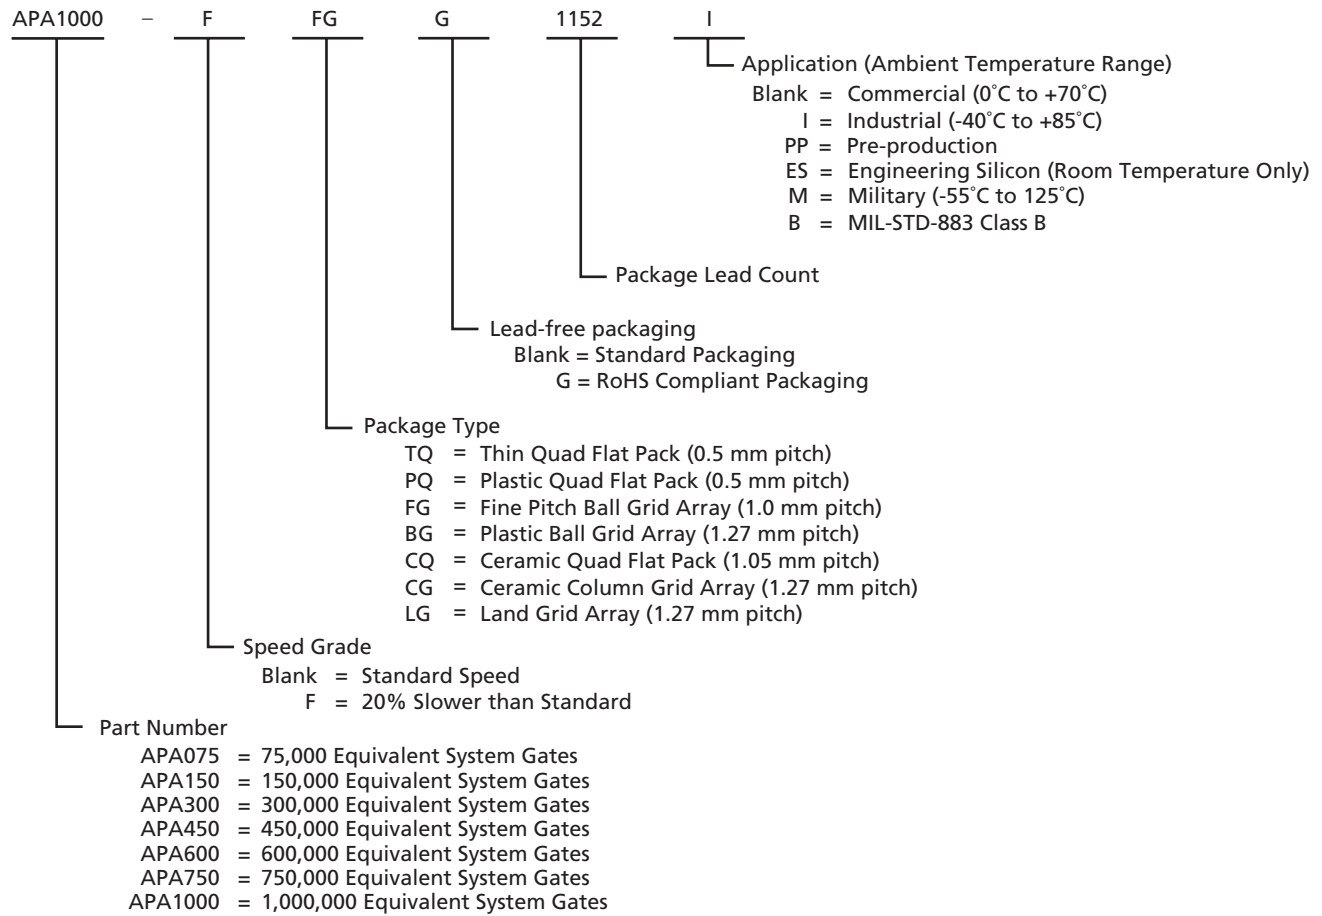 APA1000 – F FG G 1152 I
Application (Ambient Temperature Range)
Blank = Commercial (0˚C to +70˚C)
I = Industrial (-40˚C to +85˚C)
PP = Pre-production
ES = Engineering Silicon (Room Temperature Only)
M = Military (-55˚C to 125˚C)
B = MIL-STD-883 Class B
Package Lead Count
Lead-free packaging
Blank = Standard Packaging
G = RoHS Compliant Packaging
Package Type
TQ = Thin Quad Flat Pack (0.5 mm pitch)
PQ = Plastic Quad Flat Pack (0.5 mm pitch)
FG = Fine Pitch Ball Grid Array (1.0 mm pitch)
BG = Plastic Ball Grid Array (1.27 mm pitch)
CQ = Ceramic Quad Flat Pack (1.05 mm pitch)
CG = Ceramic Column Grid Array (1.27 mm pitch)
LG = Land Grid Array (1.27 mm pitch)
Speed Grade
Blank = Standard Speed
F = 20% Slower than Standard
Part Number
APA075 = 75,000 Equivalent System Gates
APA150 = 150,000 Equivalent System Gates
APA300 = 300,000 Equivalent System Gates
APA450 = 450,000 Equivalent System Gates
APA600 = 600,000 Equivalent System Gates
APA750 = 750,000 Equivalent System Gates
APA1000 = 1,000,000 Equivalent System Gates